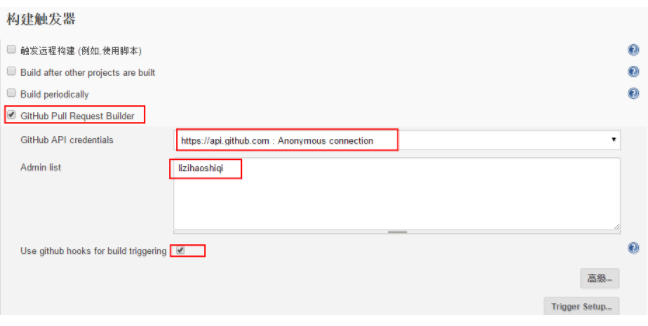 构建触发器
触发远程构建 (例如,使用脚本)
Build after other projects are built
Build periodically
GitHub Pull Request Builder
GitHub API credentials
https://api.github.com : Anonymous connection
Admin list
lizihaoshiqi
Use github hooks for build triggering
高级...
Trigger Setup...